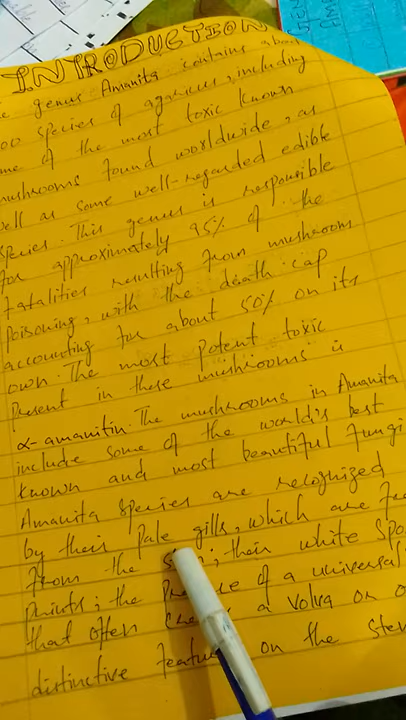 INTRODUCTION
genus Amanita contains about
species of agarics, including
of the most toxic known
mushrooms found worldwide, as
well as some well-regarded edible
species. This genus is responsible
for approximately 95% of the
fatalities resulting from mushroom
poisoning, with the death cap
accounting for about 50% on its
own. The most potent toxic
present in these mushrooms is
α-amanitin. The mushrooms in Amanita
include some of the world's best
known and most beautiful fungi
Amanita species are recognized
by their pale gills, which are
from the ; their white
prints; the of a universal
that often a volva or
distinctive on the